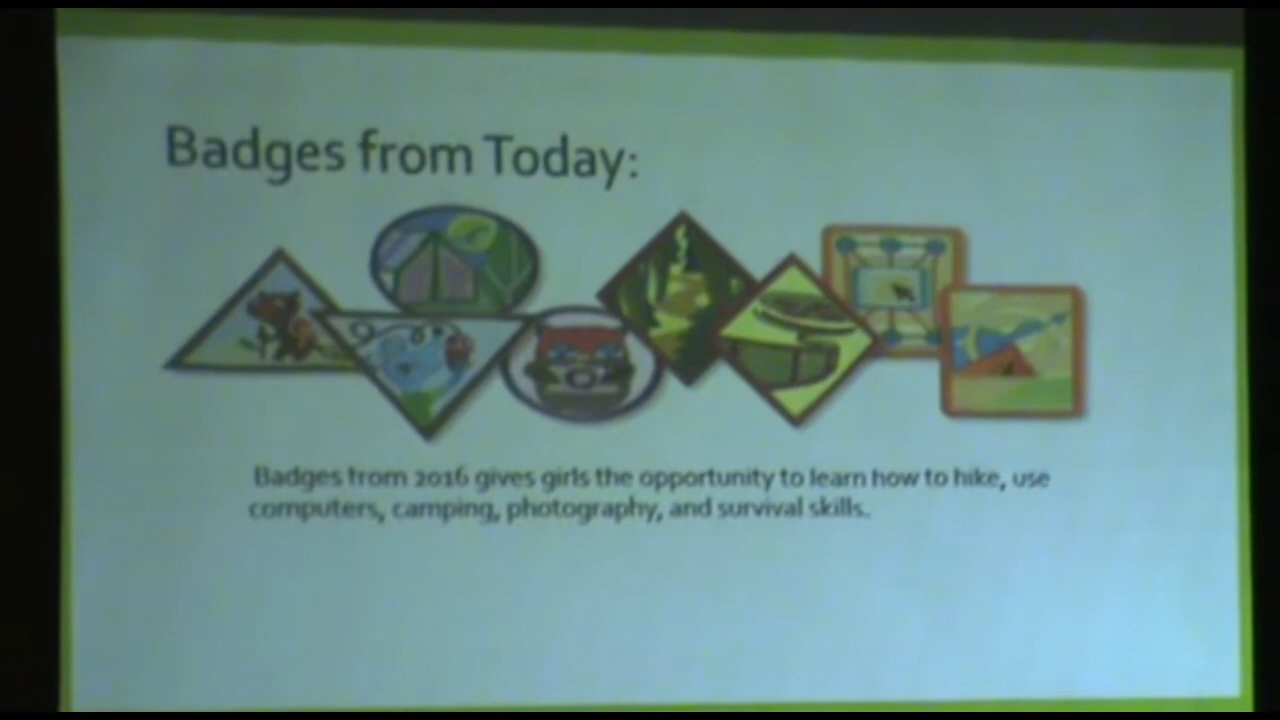 Badges from Today:
Badges from 2016 gives girls the opportunity to learn how to hike, use
computers, camping, photography, and survival skills.